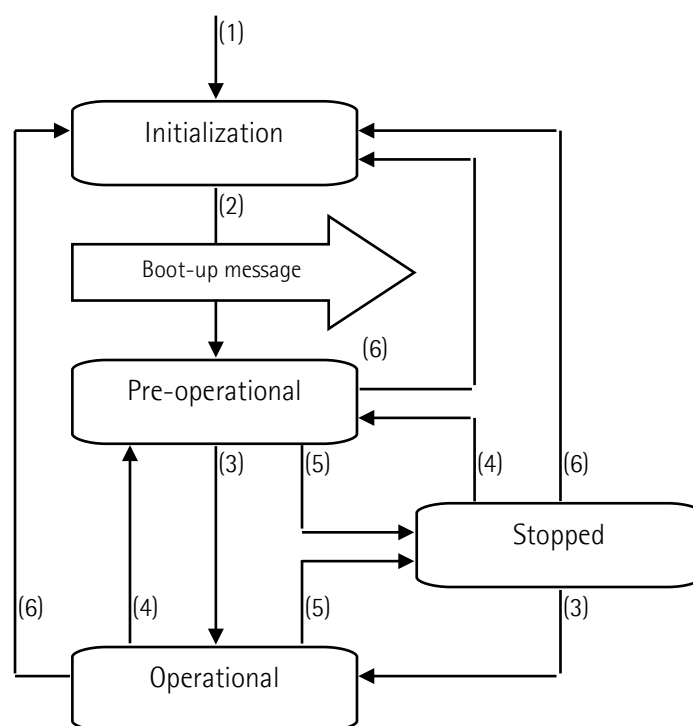 (1)
Initialization
(2)
Boot-up message
(6)
Pre-operational
(3)
(5)
(4)
(6)
Stopped
(6)
(4)
(5)
(3)
Operational